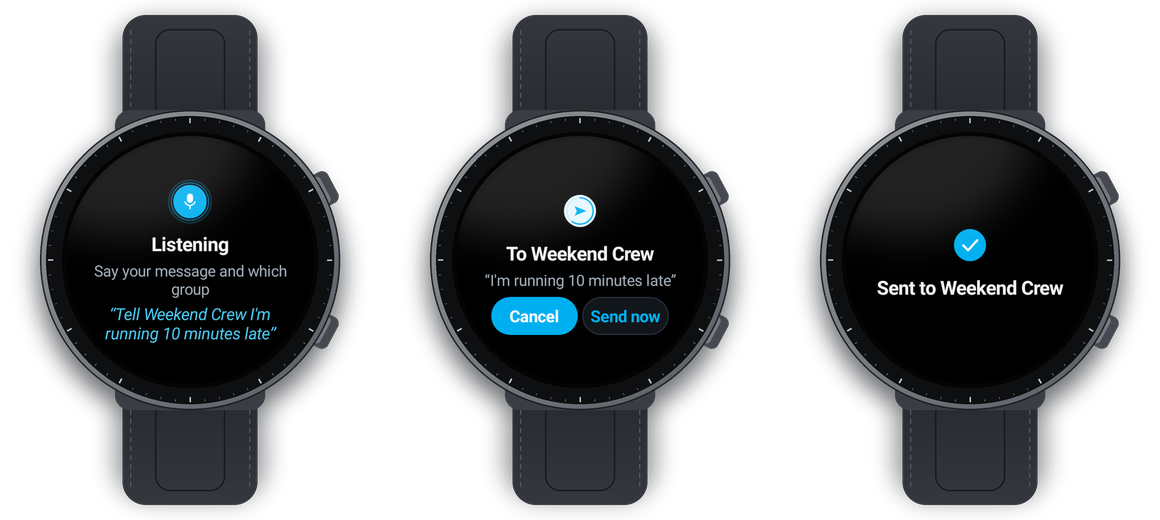 Listening
Say your message and which
group
“Tell Weekend Crew I'm
running 10 minutes late”
To Weekend Crew
“I'm running 10 minutes late”
Cancel
Send now
Sent to Weekend Crew